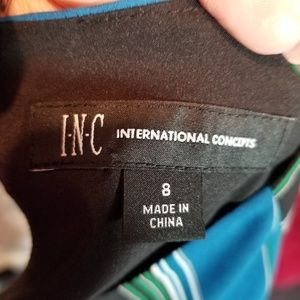 I·N·C INTERNATIONAL CONCEPTS
8
MADE IN
CHINA